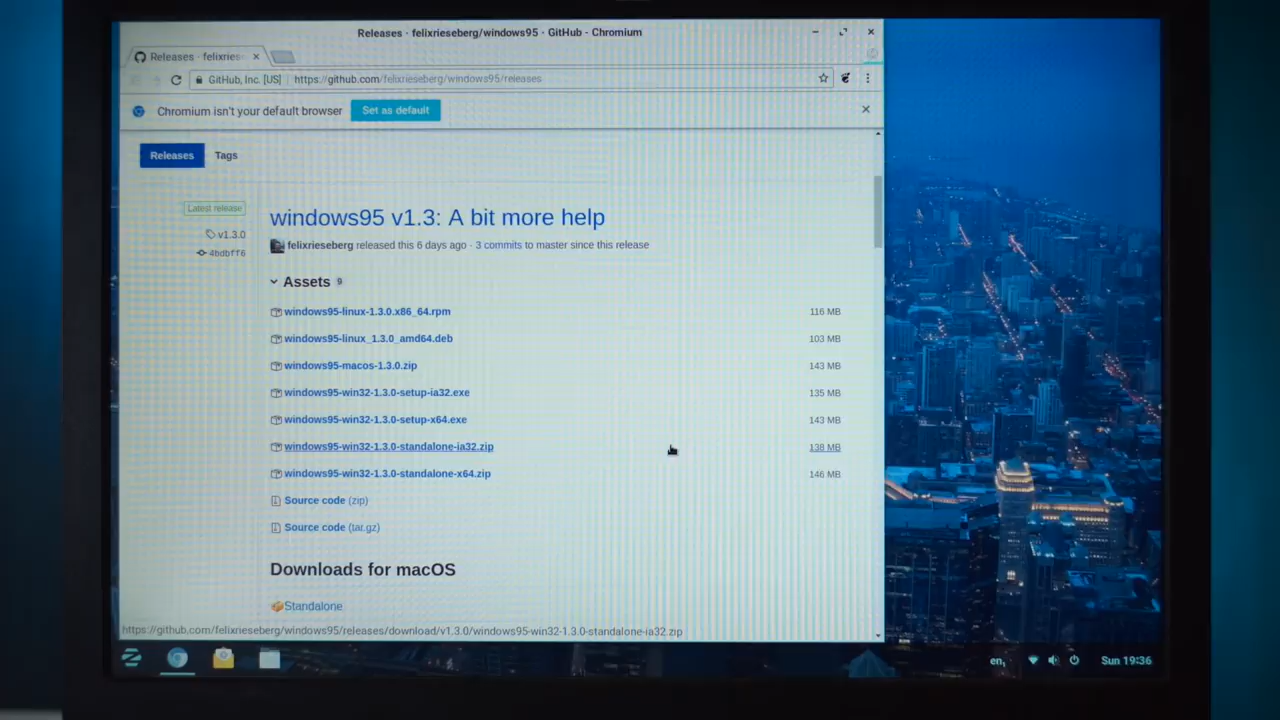 Releases · felixrieseberg/windows95 · GitHub - Chromium
Releases · felixries
GitHub, Inc. [US] https://github.com/felixrieseberg/windows95/releases
Chromium isn't your default browser Set as default
Releases Tags
Latest release
windows95 v1.3: A bit more help
v1.3.0
felixrieseberg released this 6 days ago · 3 commits to master since this release
4bdbff6
Assets 9
windows95-linux-1.3.0.x86_64.rpm 116 MB
windows95-linux_1.3.0_amd64.deb 103 MB
windows95-macos-1.3.0.zip 143 MB
windows95-win32-1.3.0-setup-ia32.exe 135 MB
windows95-win32-1.3.0-setup-x64.exe 143 MB
windows95-win32-1.3.0-standalone-ia32.zip 138 MB
windows95-win32-1.3.0-standalone-x64.zip 146 MB
Source code (zip)
Source code (tar.gz)
Downloads for macOS
Standalone
https://github.com/felixrieseberg/windows95/releases/download/v1.3.0/windows95-win32-1.3.0-standalone-ia32.zip
en, Sun 19:36